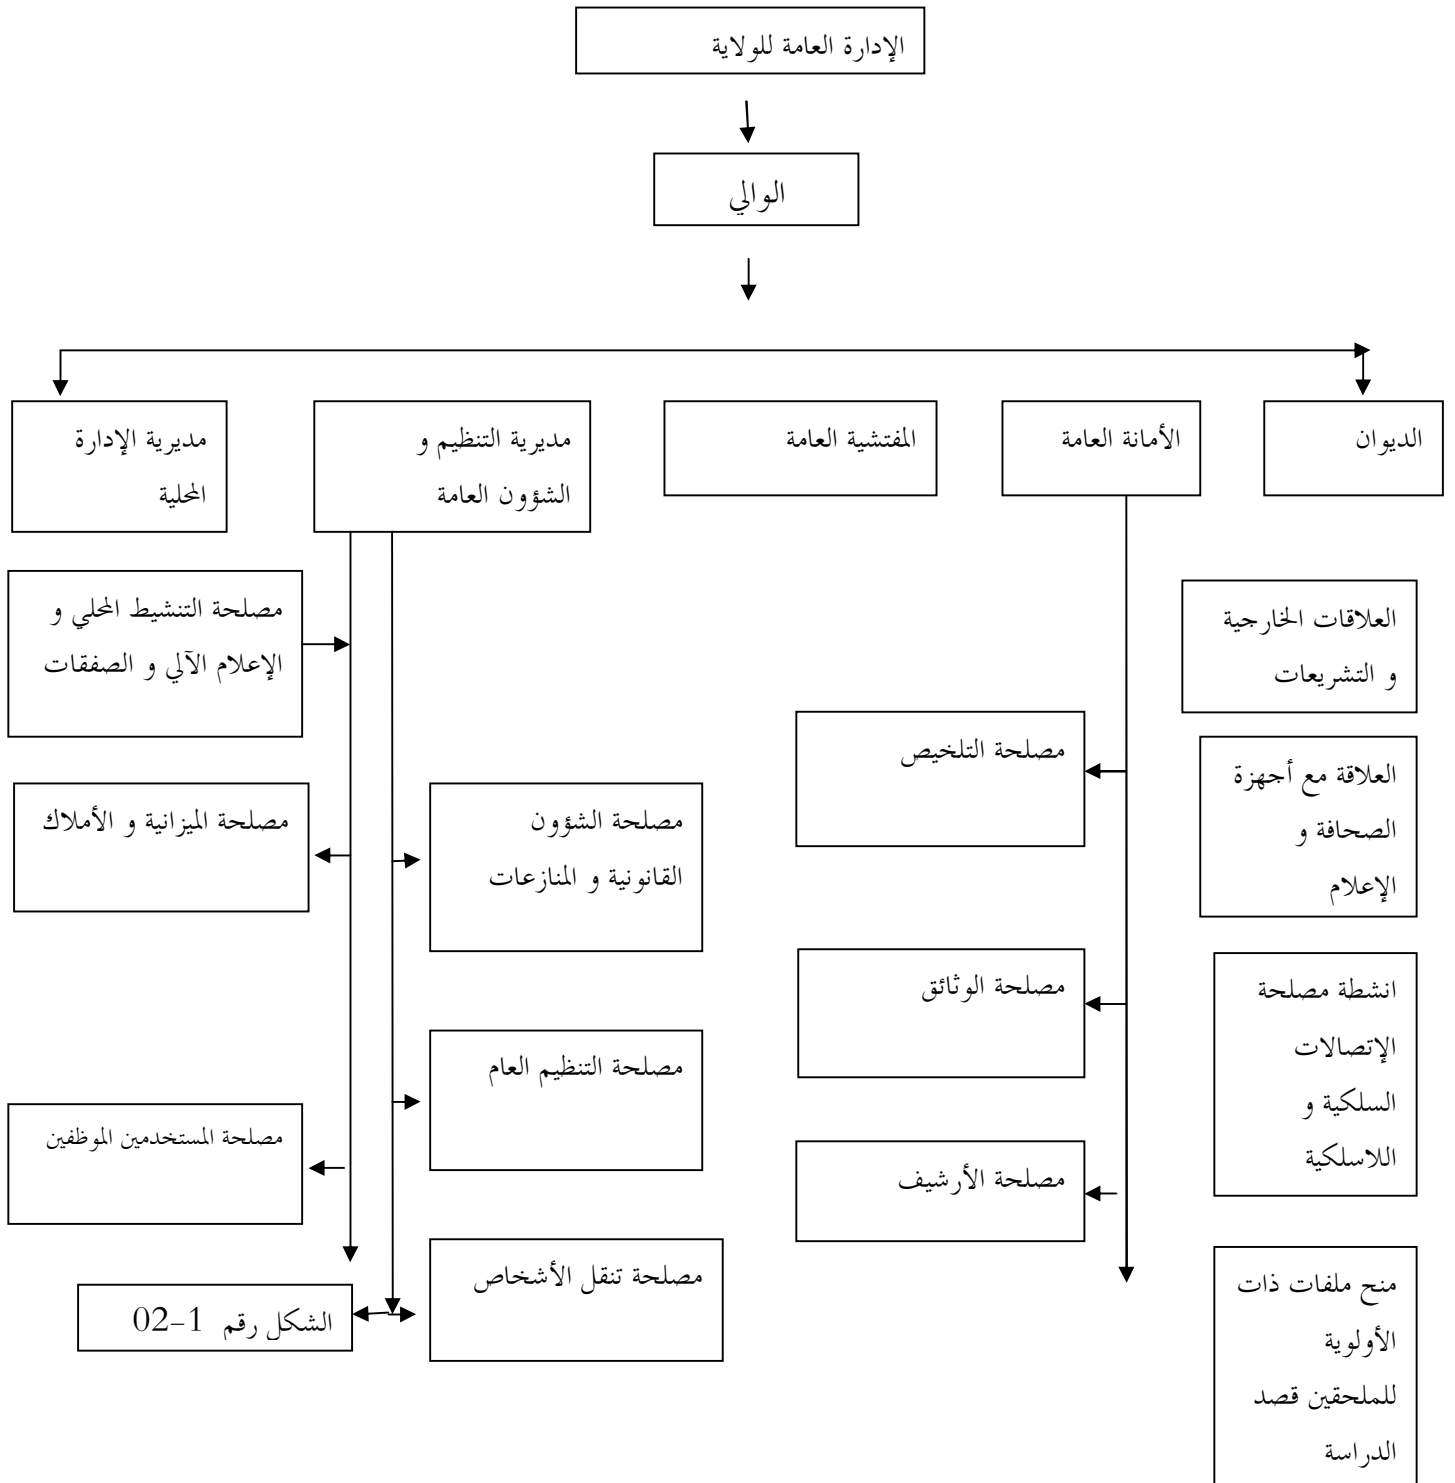 الإدارة العامة للولاية
الوالي
الديوان
الأمانة العامة
المفتشية العامة
مديرية التنظيم و
الشؤون العامة
مديرية الإدارة
المحلية
العلاقات الخارجية
و التشريعات
العلاقة مع أجهزة
الصحافة و
الإعلام
انشطة مصلحة
الإتصالات
السلكية و
اللاسلكية
منح ملفات ذات
الأولوية
للملحقين قصد
الدراسة
مصلحة التلخيص
مصلحة الوثائق
مصلحة الأرشيف
مصلحة الشؤون
القانونية و المنازعات
مصلحة التنظيم العام
مصلحة تنقل الأشخاص
مصلحة التنشيط المحلي و
الإعلام الآلي و الصفقات
مصلحة الميزانية و الأملاك
مصلحة المستخدمين الموظفين
الشكل رقم 1-02